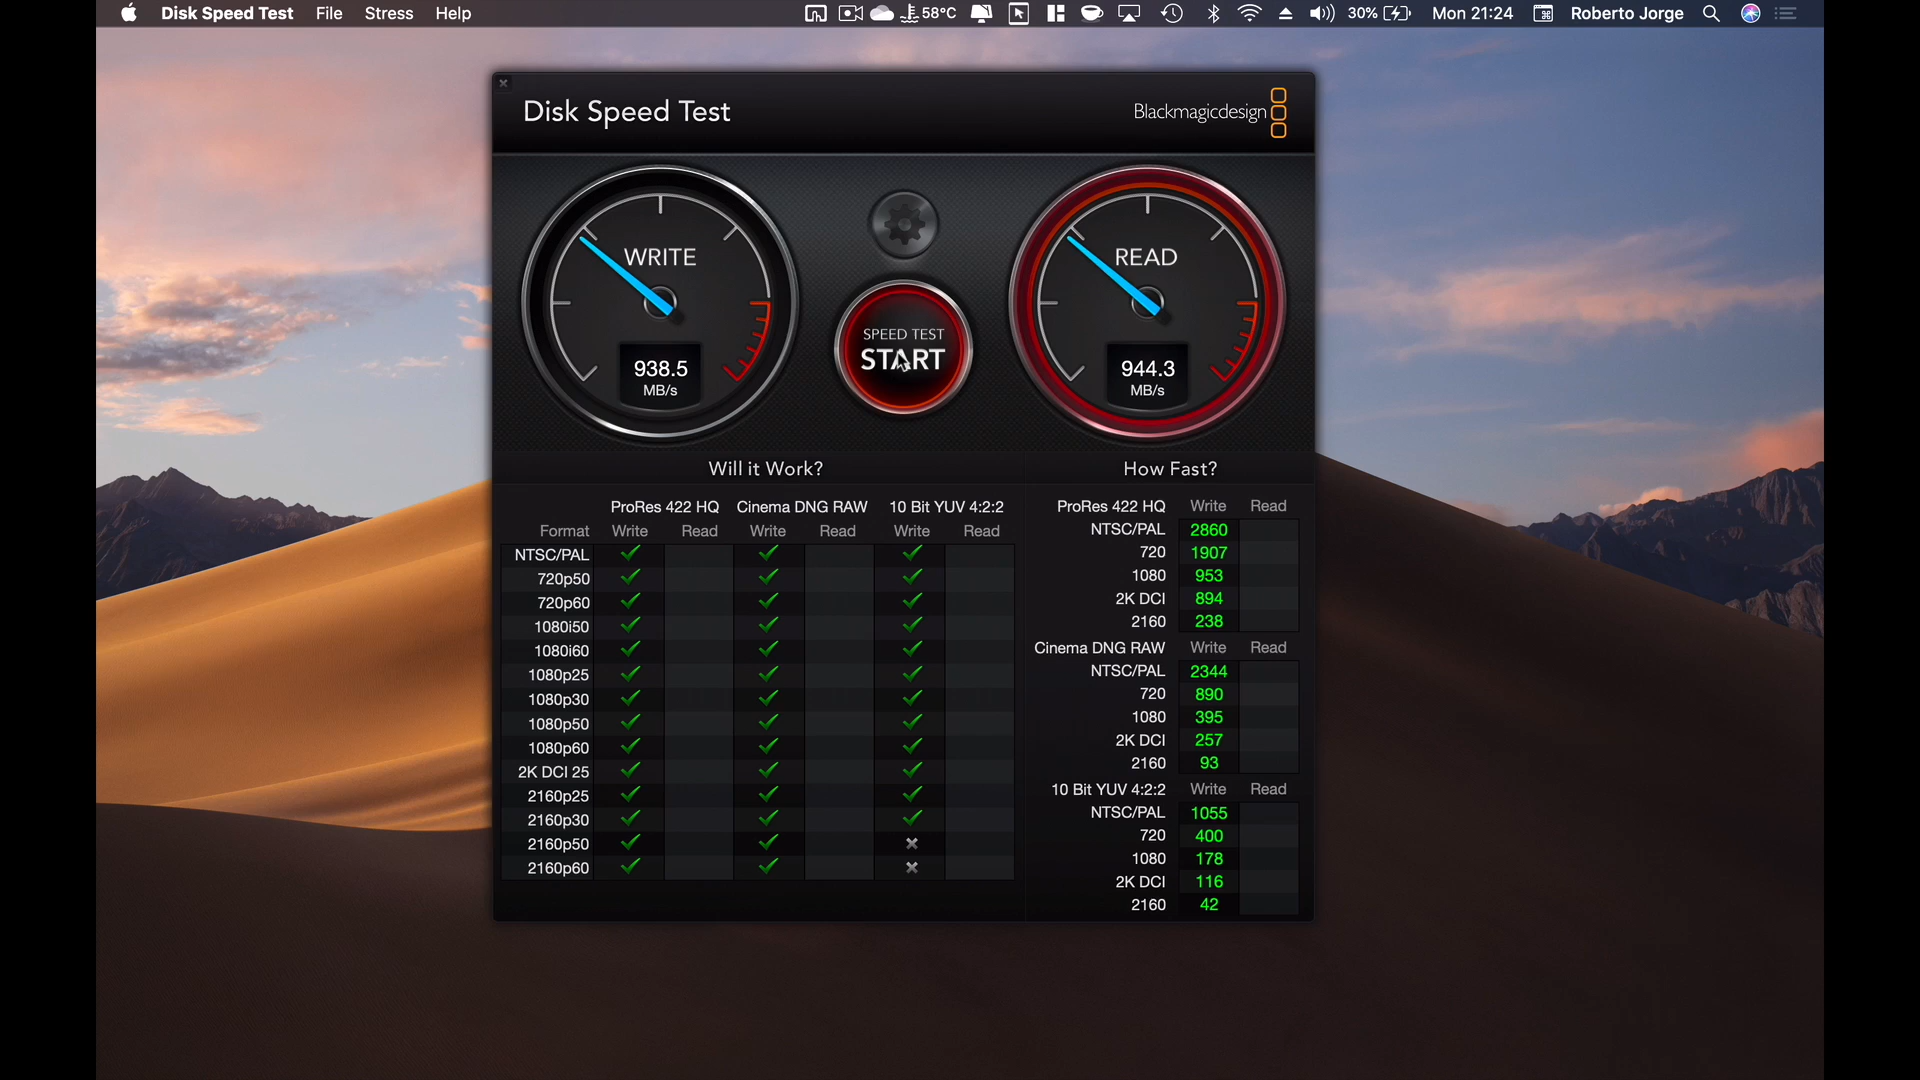 Disk Speed Test File Stress Help 58°C 30% Mon 21:24 Roberto Jorge
Disk Speed Test
Blackmagicdesign
WRITE
938.5
MB/s
SPEED TEST
START
READ
944.3
MB/s
Will it Work?
ProRes 422 HQ Cinema DNG RAW 10 Bit YUV 4:2:2
Format Write Read Write Read Write Read
NTSC/PAL
720p50
720p60
1080i50
1080i60
1080p25
1080p30
1080p50
1080p60
2K DCI 25
2160p25
2160p30
2160p50
2160p60
How Fast?
ProRes 422 HQ Write Read
NTSC/PAL 2860
720 1907
1080 953
2K DCI 894
2160 238
Cinema DNG RAW Write Read
NTSC/PAL 2344
720 890
1080 395
2K DCI 257
2160 93
10 Bit YUV 4:2:2 Write Read
NTSC/PAL 1055
720 400
1080 178
2K DCI 116
2160 42